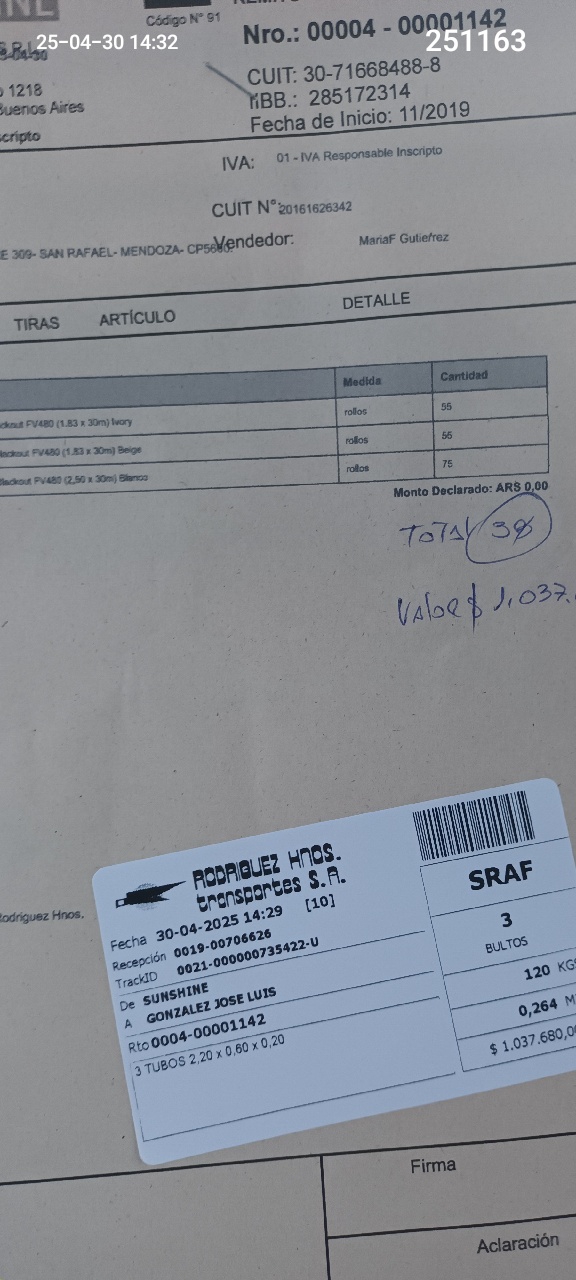 Código N° 91
25-04-30 14:32
Nro.: 00004 - 00001142
251163
CUIT: 30-71668488-8
IIBB.: 285172314
Fecha de Inicio: 11/2019
1218
Buenos Aires
cripto
IVA: 01 - IVA Responsable Inscripto
CUIT N°: 20161626342
E 309- SAN RAFAEL- MENDOZA- CP5600.
Vendedor: MariaF Gutierrez
TIRAS ARTÍCULO DETALLE
Medida Cantidad
ckout FV480 (1.83 x 30m) Ivory rollos 55
lackout FV480 (1.83 x 30m) Beige rollos 55
Blackout FV480 (2,50 x 30m) Blanco rollos 75
Monto Declarado: ARS 0,00
TOTAL
Valor $ 1.037.
Rodriguez Hnos.
RODRIGUEZ HNOS.
transportes S.A.
Fecha 30-04-2025 14:29 [10]
Recepción 0019-00706626
TrackID 0021-000000735422-U
De SUNSHINE
A GONZALEZ JOSE LUIS
Rto 0004-00001142
3 TUBOS 2,20 x 0,60 x 0,20
SRAF
3
BULTOS
120 KGS
0,264 M
$ 1.037.680,0
Firma
Aclaración